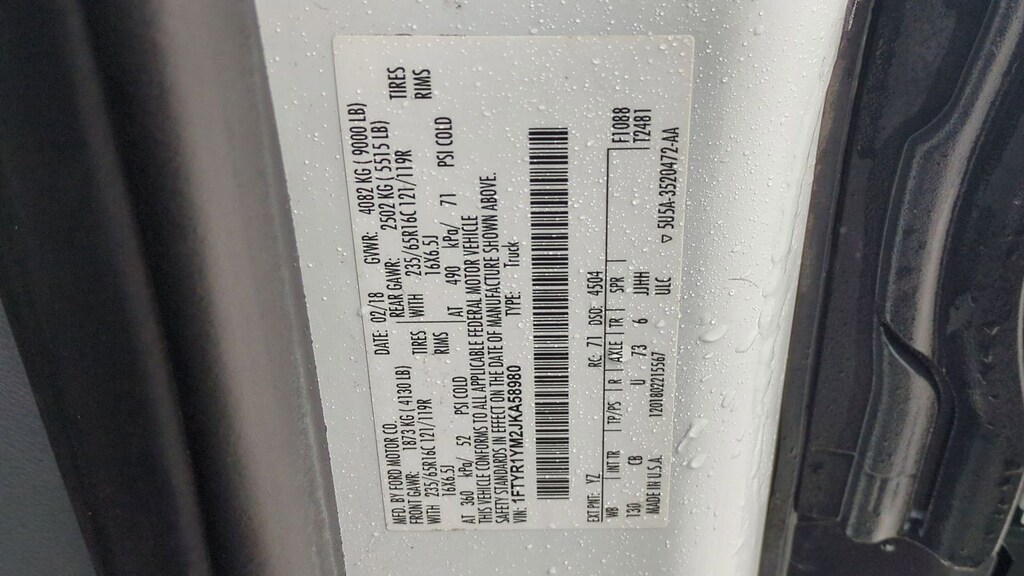 MFD. BY FORD MOTOR CO.
DATE: 02/18 GVWR: 4082 KG ( 9000 LB)
FRONT GAWR: 1873 KG ( 4130 LB) REAR GAWR: 2502 KG ( 5515 LB)
WITH 235/65R16C 121/119R TIRES WITH 235/65R16C 121/119R TIRES
16X6.5J RIMS 16X6.5J RIMS
AT 360 kPa/ 52 PSI COLD AT 490 kPa/ 71 PSI COLD
THIS VEHICLE CONFORMS TO ALL APPLICABLE FEDERAL MOTOR VEHICLE
SAFETY STANDARDS IN EFFECT ON THE DATE OF MANUFACTURE SHOWN ABOVE.
VIN: 1FTYR1YM2JKA58980 TYPE: Truck
EXT PNT: YZ RC: 71 DSO: 4504 F1088
WB INT TR TP/PS R AXLE TR SPR T2481
130 CB U 73 6 JJHH
MADE IN U.S.A. 1201802215567 ULC ▽ 5U5A-3520472-AA